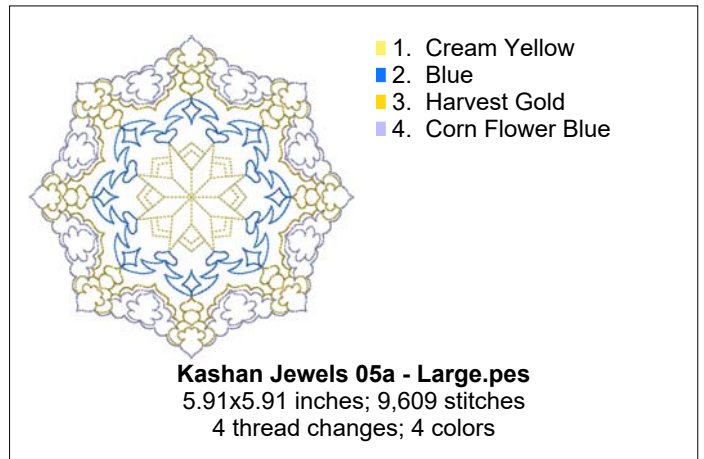 1. Cream Yellow
2. Blue
3. Harvest Gold
4. Corn Flower Blue
Kashan Jewels 05a - Large.pes
5.91x5.91 inches; 9,609 stitches
4 thread changes; 4 colors